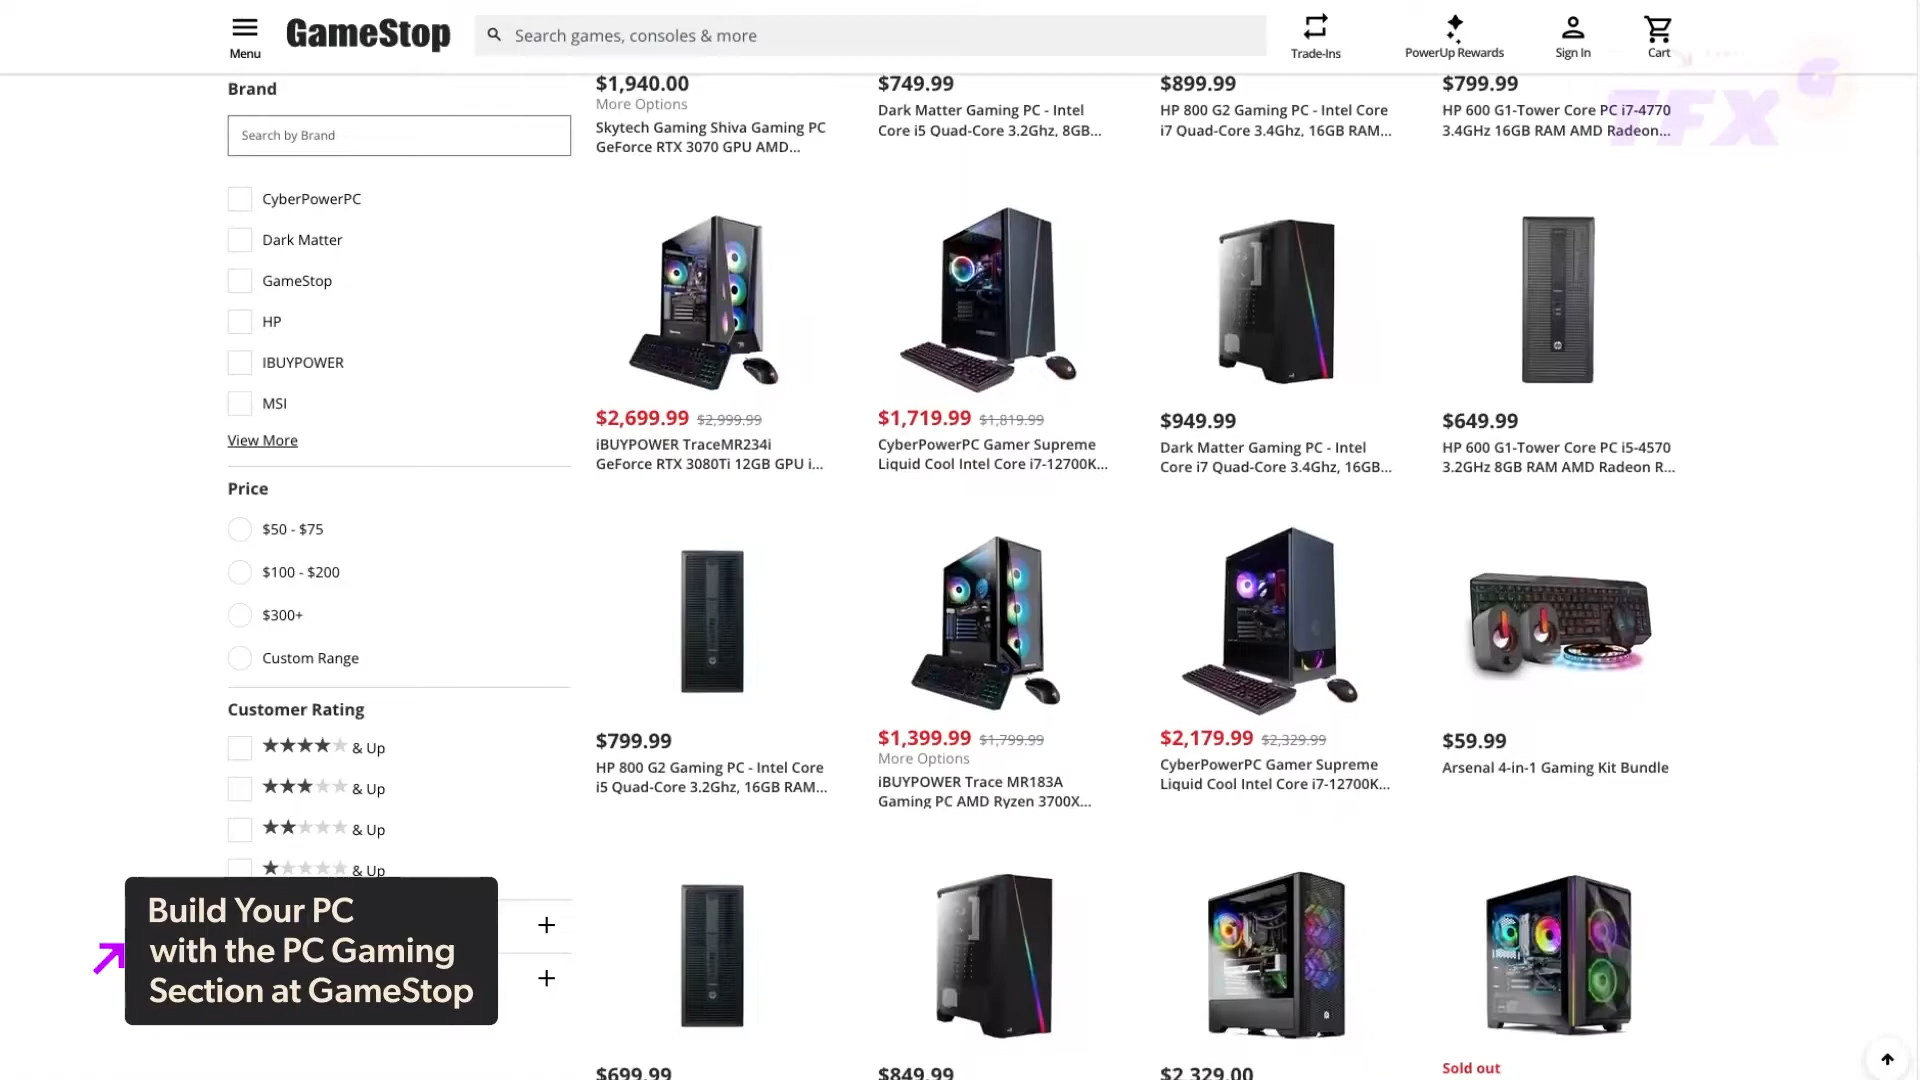 Menu
GameStop
Search games, consoles & more
Trade-Ins
PowerUp Rewards
Sign In
Cart
G
TFX
Brand
Search by Brand
CyberPowerPC
Dark Matter
GameStop
HP
IBUYPOWER
MSI
View More
Price
$50 - $75
$100 - $200
$300+
Custom Range
Customer Rating
& Up
& Up
& Up
& Up
$1,940.00
More Options
Skytech Gaming Shiva Gaming PC
GeForce RTX 3070 GPU AMD...
$749.99
Dark Matter Gaming PC - Intel
Core i5 Quad-Core 3.2Ghz, 8GB...
$899.99
HP 800 G2 Gaming PC - Intel Core
i7 Quad-Core 3.4Ghz, 16GB RAM...
$799.99
HP 600 G1-Tower Core PC i7-4770
3.4GHz 16GB RAM AMD Radeon...
$2,699.99 $2,999.99
iBUYPOWER TraceMR234i
GeForce RTX 3080Ti 12GB GPU i...
$1,719.99 $1,819.99
CyberPowerPC Gamer Supreme
Liquid Cool Intel Core i7-12700K...
$949.99
Dark Matter Gaming PC - Intel
Core i7 Quad-Core 3.4Ghz, 16GB...
$649.99
HP 600 G1-Tower Core PC i5-4570
3.2GHz 8GB RAM AMD Radeon R...
$799.99
HP 800 G2 Gaming PC - Intel Core
i5 Quad-Core 3.2Ghz, 16GB RAM...
$1,399.99 $1,799.99
More Options
iBUYPOWER Trace MR183A
Gaming PC AMD Ryzen 3700X...
$2,179.99 $2,329.99
CyberPowerPC Gamer Supreme
Liquid Cool Intel Core i7-12700K...
$59.99
Arsenal 4-in-1 Gaming Kit Bundle
$699.99
$849.99
$2,329.00
Sold out
Build Your PC
with the PC Gaming
Section at GameStop